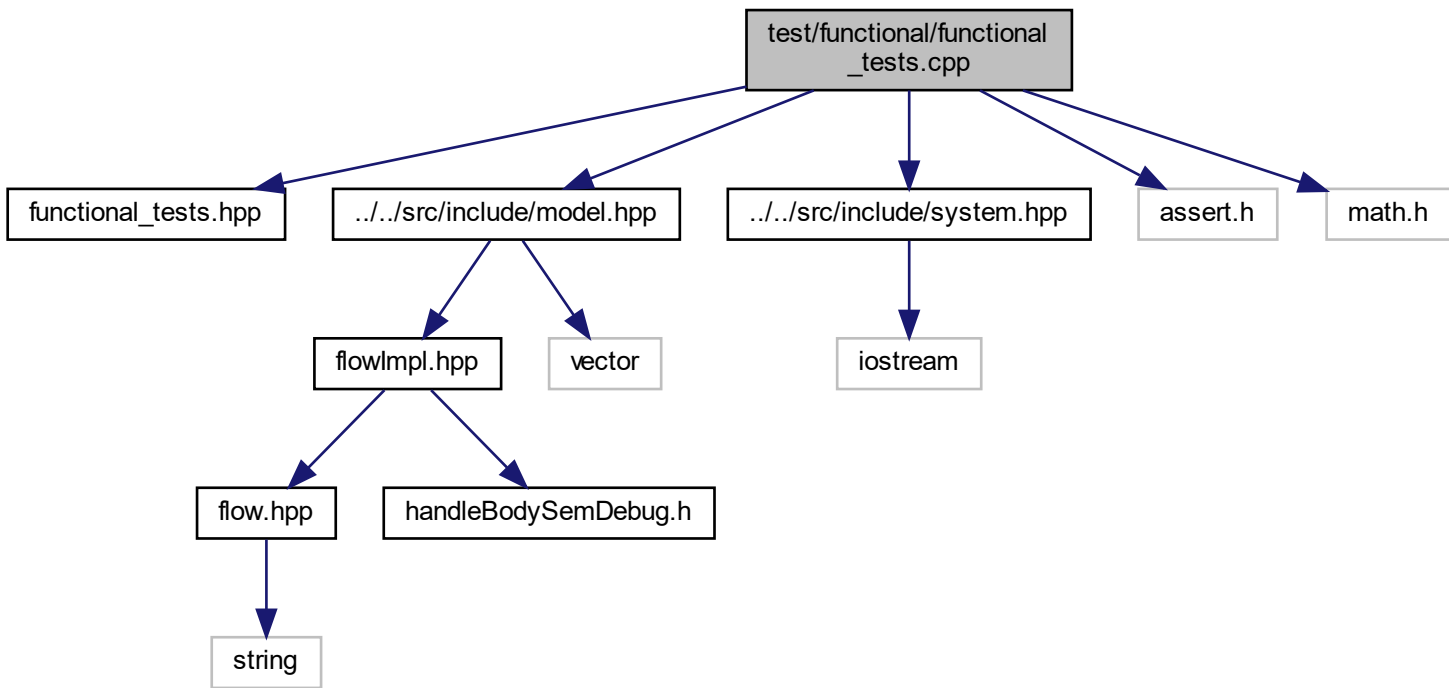 test/functional/functional
_tests.cpp
functional_tests.hpp
../../src/include/model.hpp
../../src/include/system.hpp
assert.h
math.h
flowImpl.hpp
vector
iostream
flow.hpp
handleBodySemDebug.h
string